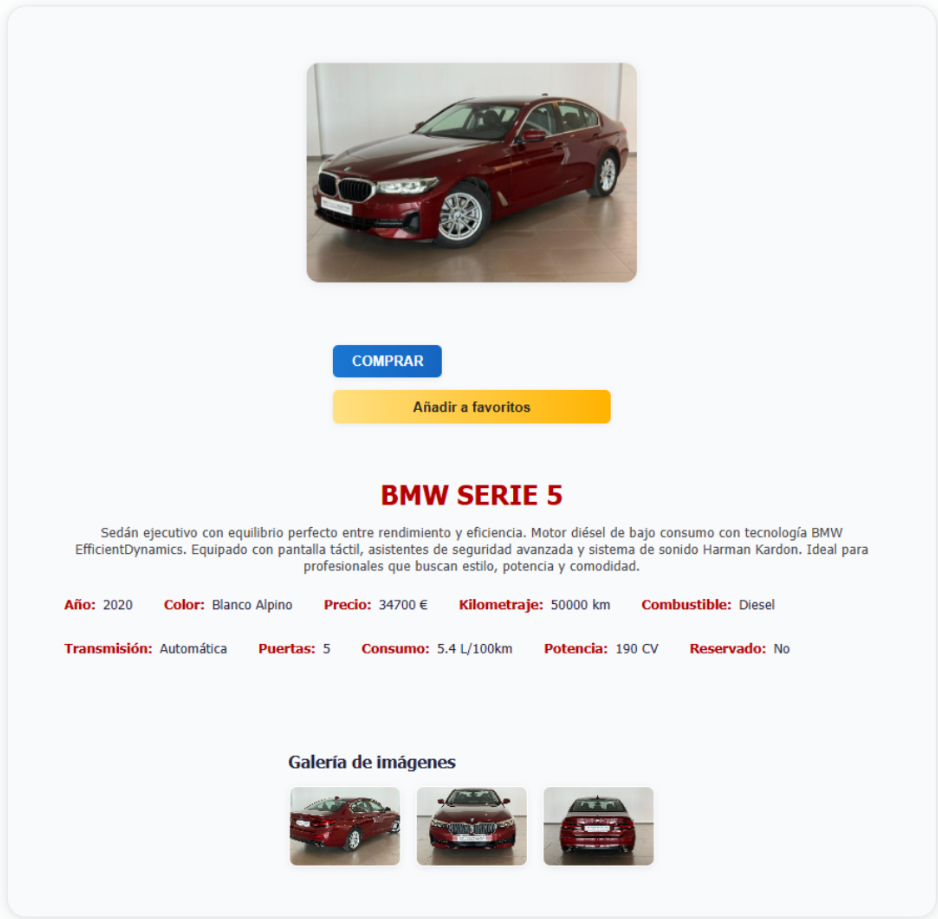 COMPRAR
Añadir a favoritos
BMW SERIE 5
Sedán ejecutivo con equilibrio perfecto entre rendimiento y eficiencia. Motor diésel de bajo consumo con tecnología BMW
EfficientDynamics. Equipado con pantalla táctil, asistentes de seguridad avanzada y sistema de sonido Harman Kardon. Ideal para
profesionales que buscan estilo, potencia y comodidad.
Año: 2020 Color: Blanco Alpino Precio: 34700 € Kilometraje: 50000 km Combustible: Diesel
Transmisión: Automática Puertas: 5 Consumo: 5.4 L/100km Potencia: 190 CV Reservado: No
Galería de imágenes